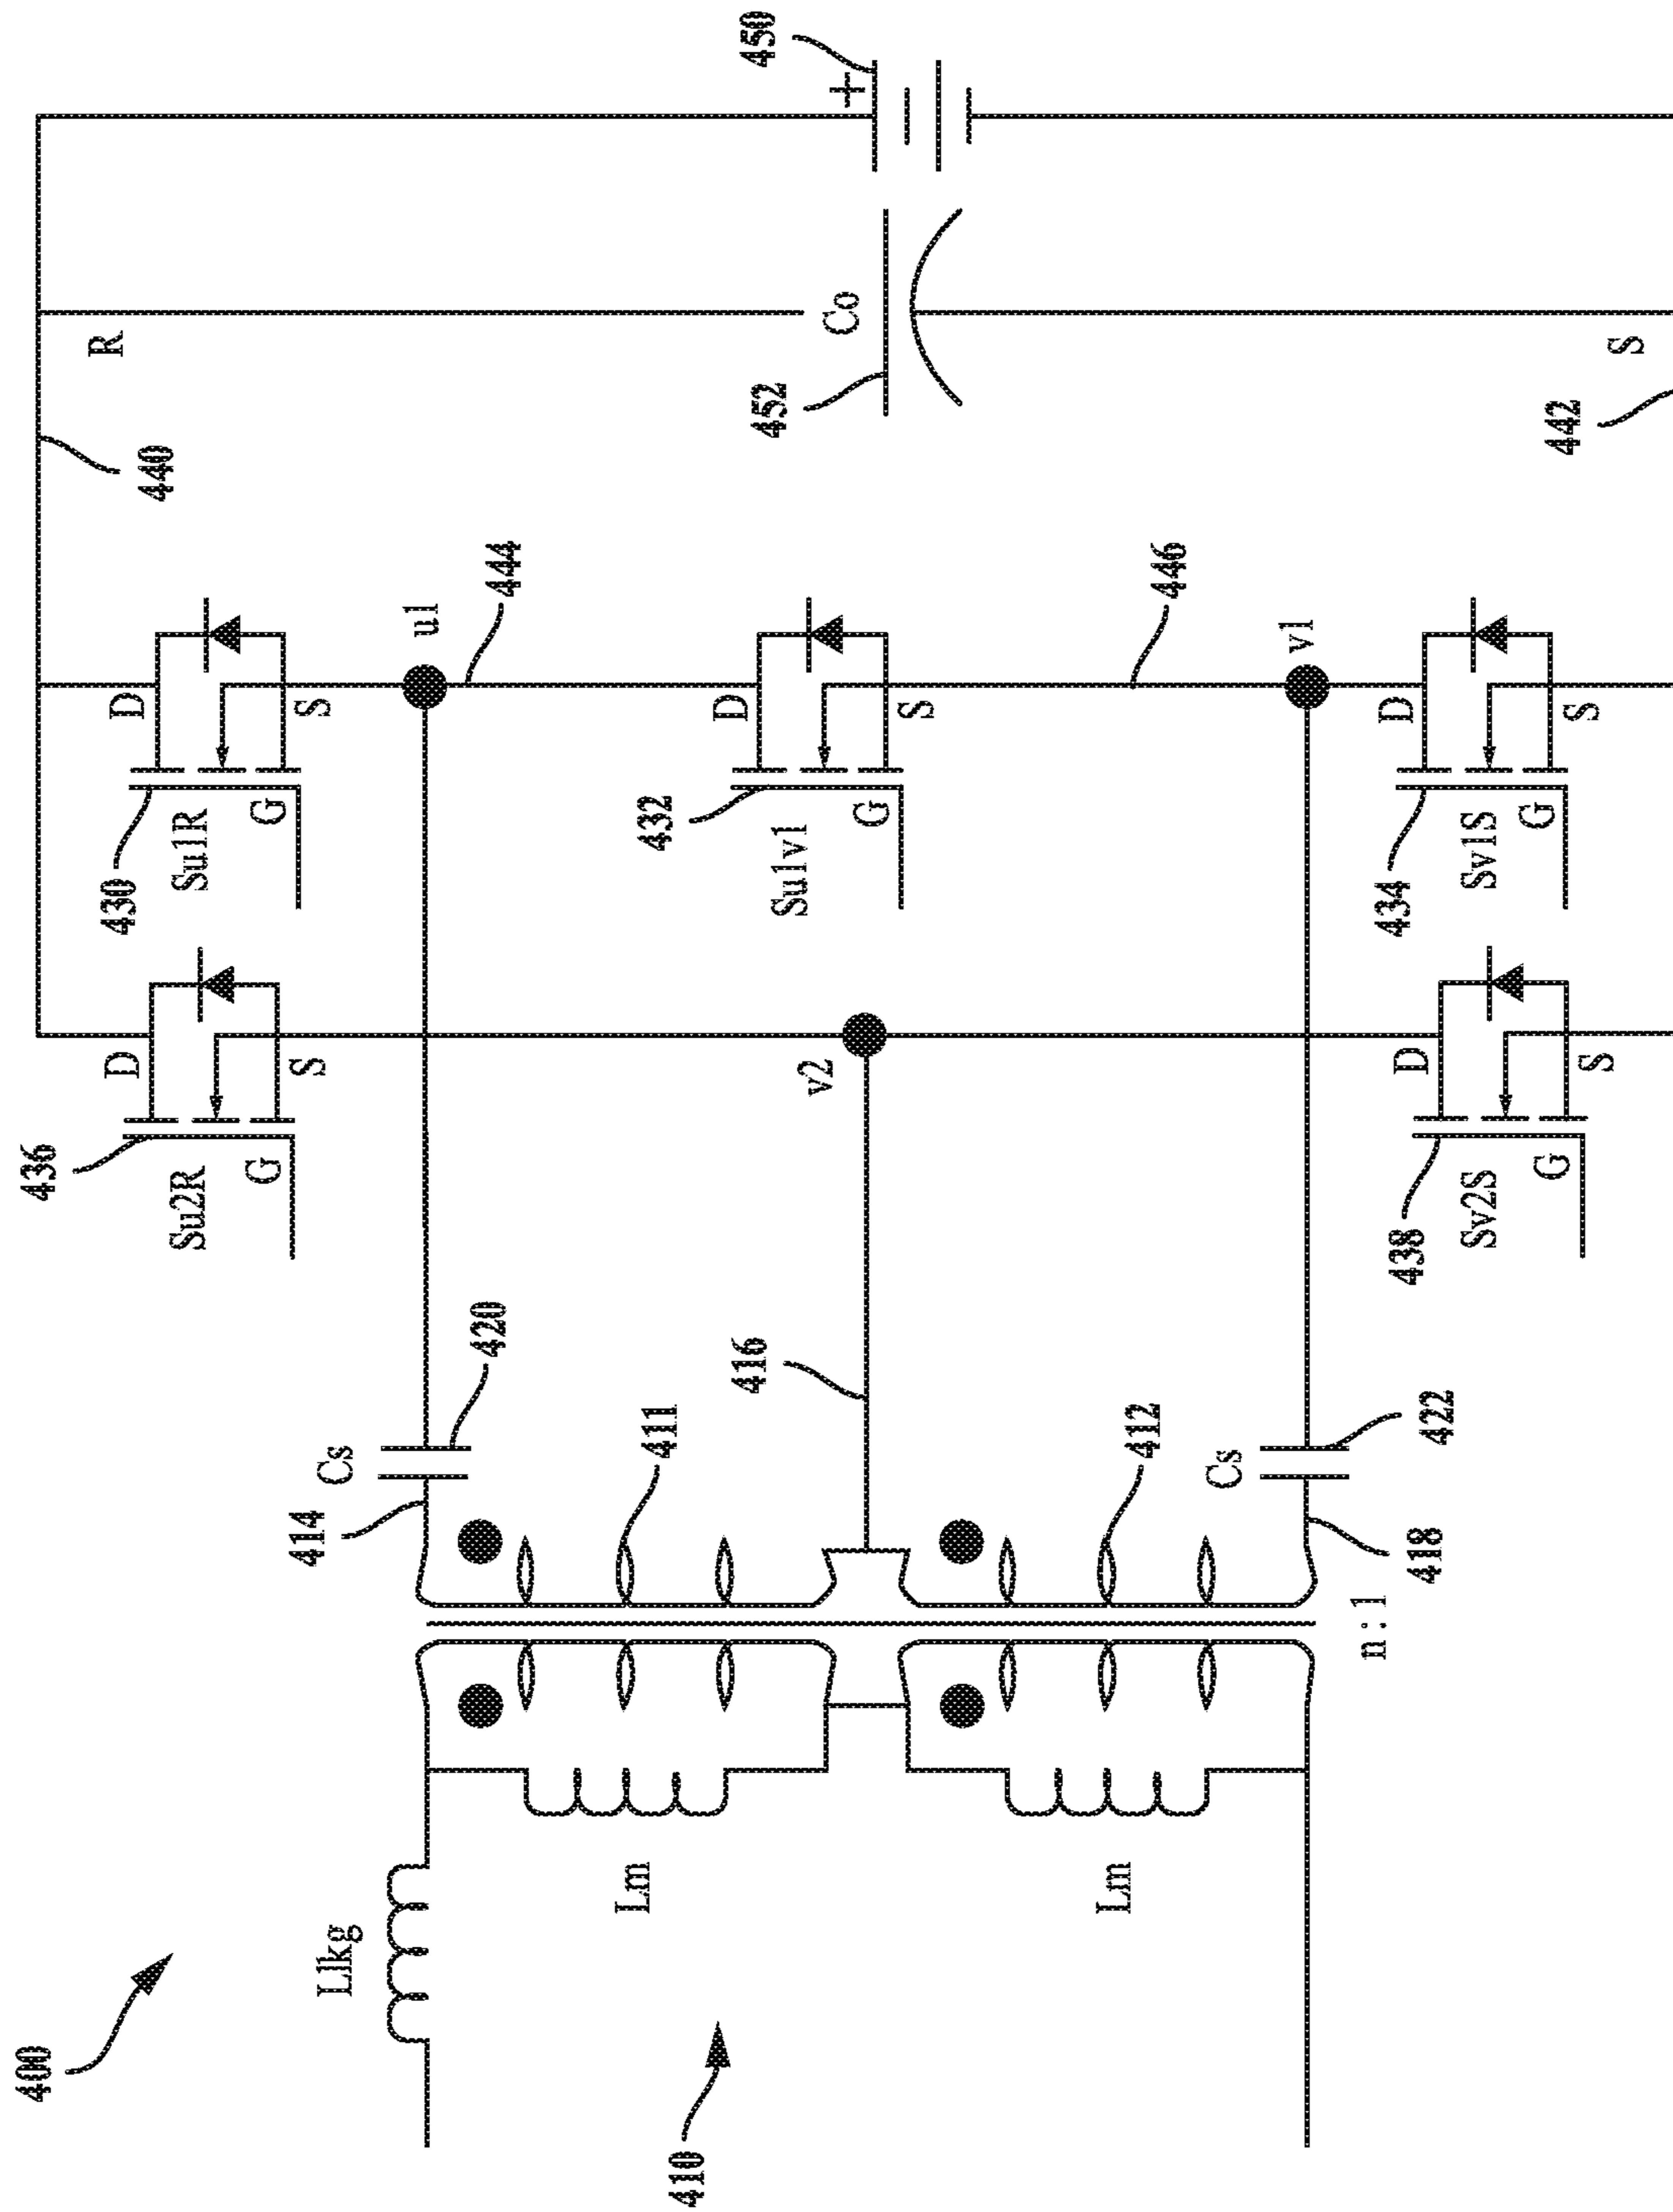 400
Llkg
410
Lm
Lm
n : 1
414
Cs
420
411
416
412
418
Cs
422
436
Su2R
D
G
S
430
Su1R
D
G
S
440
R
u1
444
v2
432
Su1v1
D
G
S
446
v1
438
Sv2S
D
G
S
434
Sv1S
D
G
S
442
S
452
Co
450
+